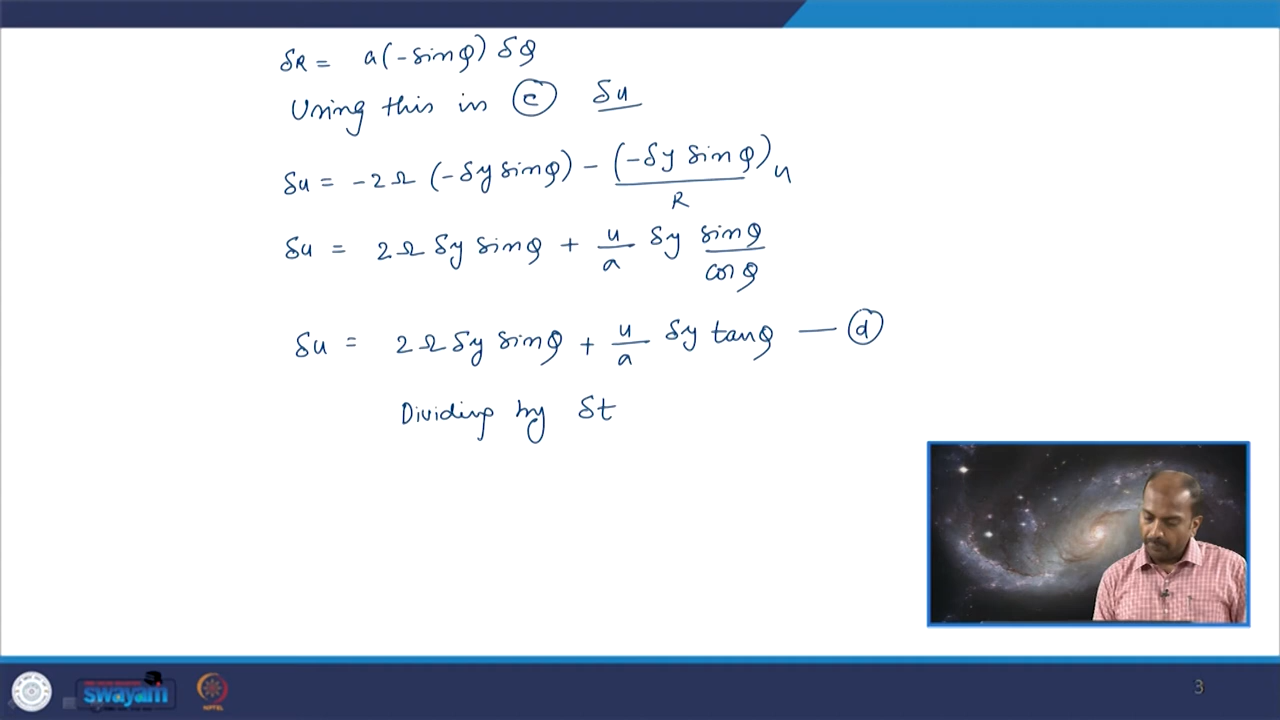 δR = a(-sinφ) δφ
Using this in ⓒ δu
δu = -2Ω (-δy sinφ) - (-δy sinφ)/R u
δu = 2Ω δy sinφ + u/a δy sinφ/cosφ
δu = 2Ω δy sinφ + u/a δy tanφ — ⓓ
Dividing by δt
3
swayam